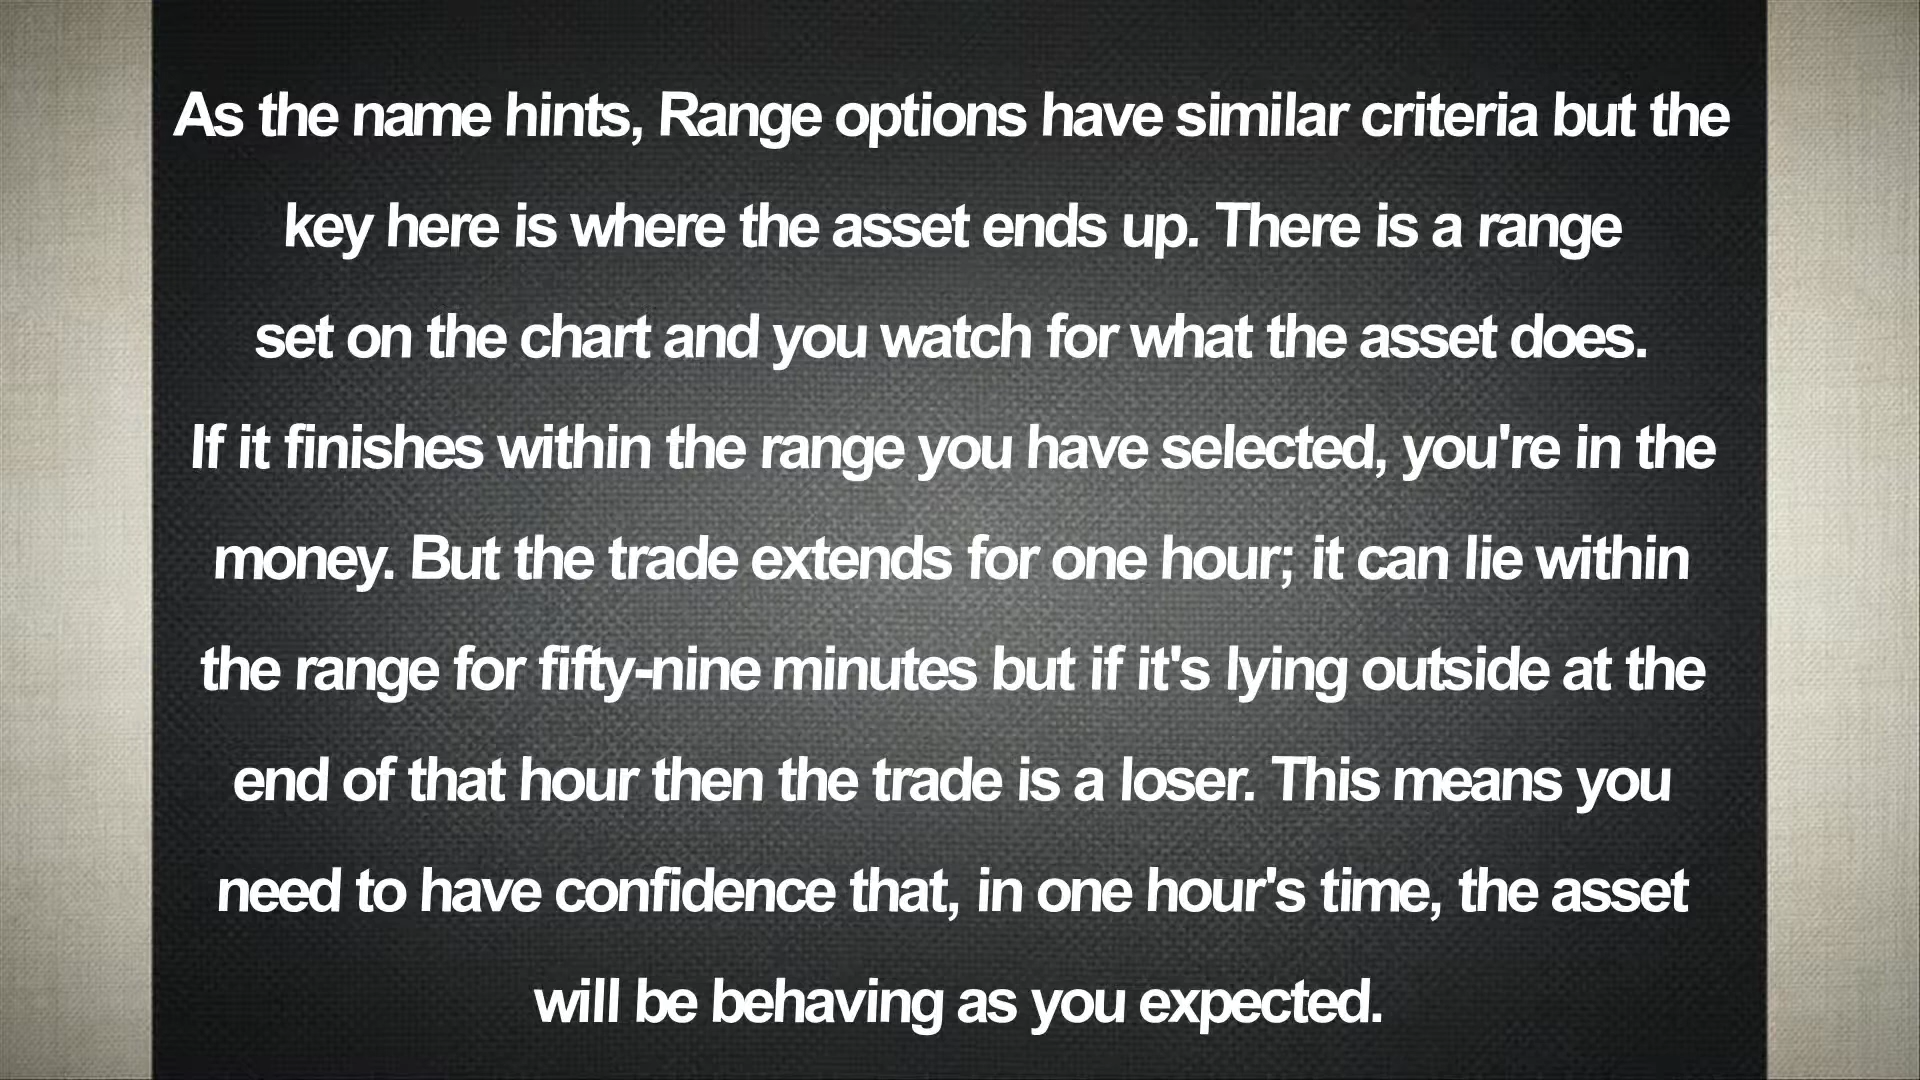 As the name hints, Range options have similar criteria but the
key here is where the asset ends up. There is a range
set on the chart and you watch for what the asset does.
If it finishes within the range you have selected, you're in the
money. But the trade extends for one hour; it can lie within
the range for fifty-nine minutes but if it's lying outside at the
end of that hour then the trade is a loser. This means you
need to have confidence that, in one hour's time, the asset
will be behaving as you expected.